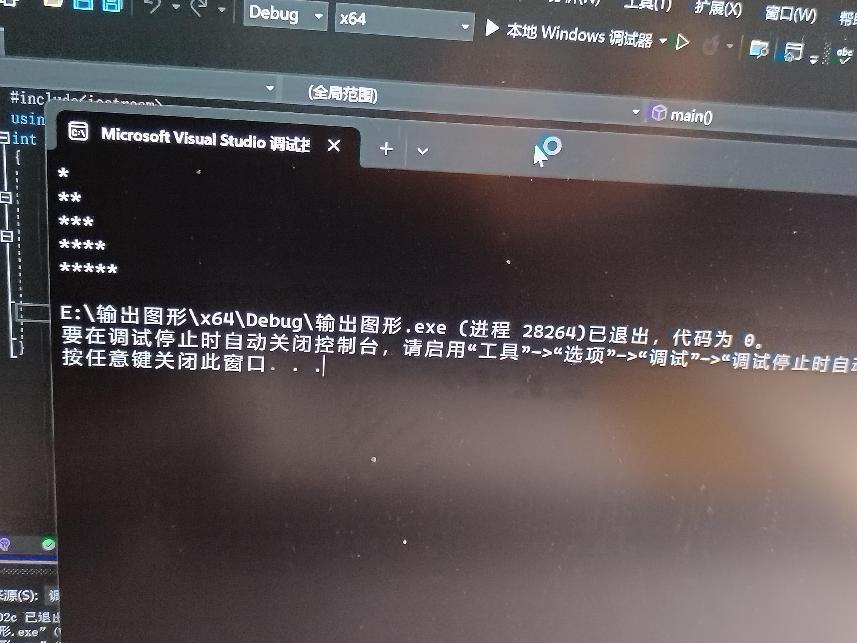 工具(T)
扩展(X)
窗口(W)
Debug
x64
本地 Windows 调试器
(全局范围)
main()
int
{
Microsoft Visual Studio 调试
*
**
***
****
*****
E:\输出图形\x64\Debug\输出图形.exe (进程 28264)已退出，代码为 0。
要在调试停止时自动关闭控制台，请启用“工具”->“选项”->“调试”->“调试停止时自
按任意键关闭此窗口. . .
}